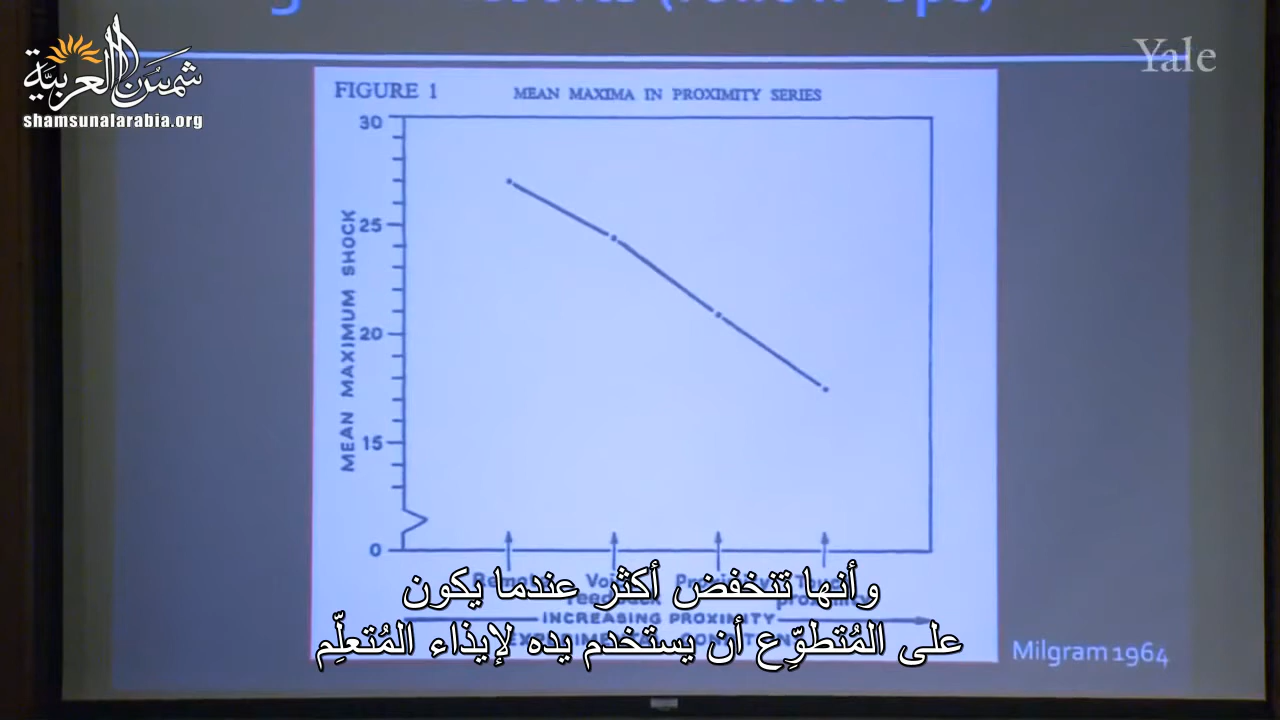 شمسٌ العربيَّة
shamsunalarabia.org
Yale
FIGURE 1 MEAN MAXIMA IN PROXIMITY SERIES
30
25
20
15
0
MEAN MAXIMUM SHOCK
INCREASING PROXIMITY
وأنها تنخفض أكثر عندما يكون
على المُتطوِّع أن يستخدم يده لإيذاء المُتعلِّم
Milgram 1964